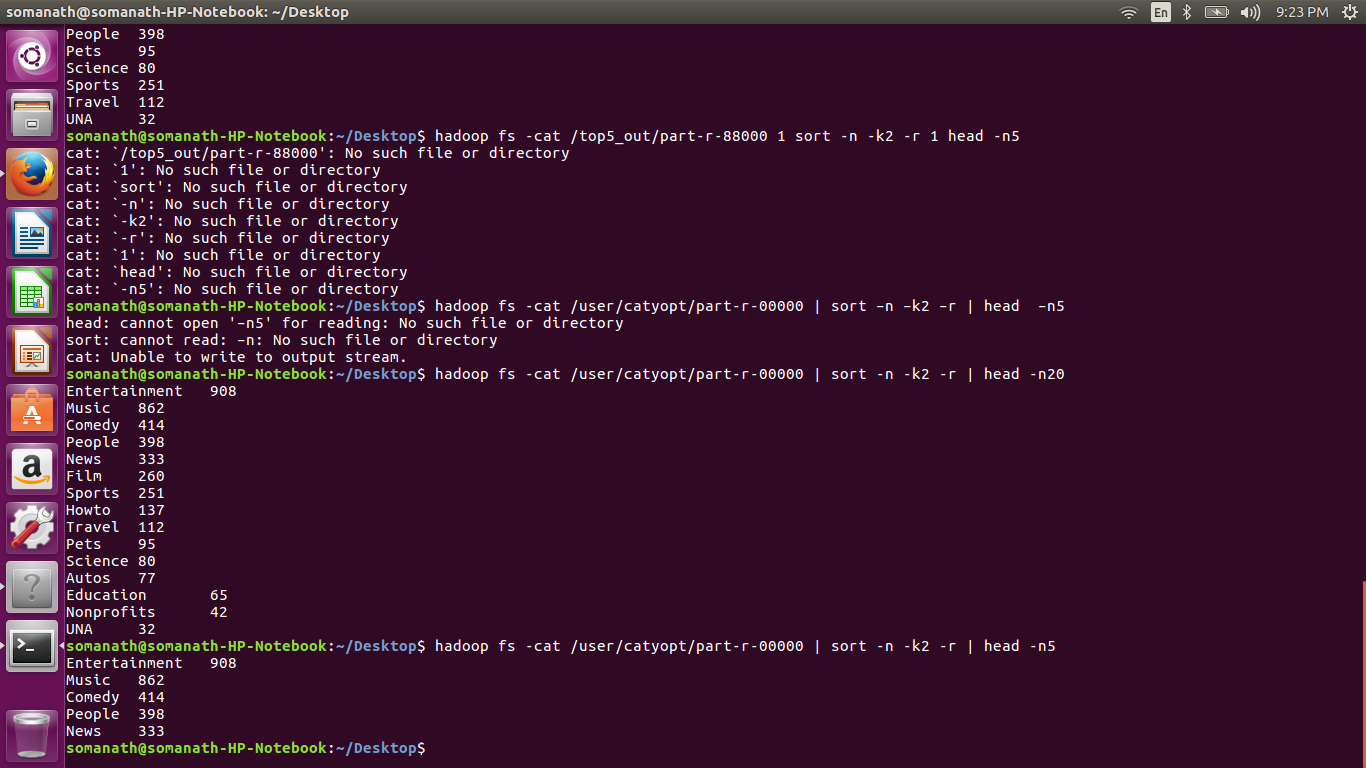 somanath@somanath-HP-Notebook: ~/Desktop En 9:23 PM
People 398
Pets 95
Science 80
Sports 251
Travel 112
UNA 32
somanath@somanath-HP-Notebook:~/Desktop$ hadoop fs -cat /top5_out/part-r-88000 1 sort -n -k2 -r 1 head -n5
cat: `/top5_out/part-r-88000': No such file or directory
cat: `1': No such file or directory
cat: `sort': No such file or directory
cat: `-n': No such file or directory
cat: `-k2': No such file or directory
cat: `-r': No such file or directory
cat: `1': No such file or directory
cat: `head': No such file or directory
cat: `-n5': No such file or directory
somanath@somanath-HP-Notebook:~/Desktop$ hadoop fs -cat /user/catyopt/part-r-00000 | sort –n –k2 –r | head  –n5
head: cannot open '–n5' for reading: No such file or directory
sort: cannot read: –n: No such file or directory
cat: Unable to write to output stream.
somanath@somanath-HP-Notebook:~/Desktop$ hadoop fs -cat /user/catyopt/part-r-00000 | sort -n -k2 -r | head -n20
Entertainment 908
Music 862
Comedy 414
People 398
News 333
Film 260
Sports 251
Howto 137
Travel 112
Pets 95
Science 80
Autos 77
Education 65
Nonprofits 42
UNA 32
somanath@somanath-HP-Notebook:~/Desktop$ hadoop fs -cat /user/catyopt/part-r-00000 | sort -n -k2 -r | head -n5
Entertainment 908
Music 862
Comedy 414
People 398
News 333
somanath@somanath-HP-Notebook:~/Desktop$